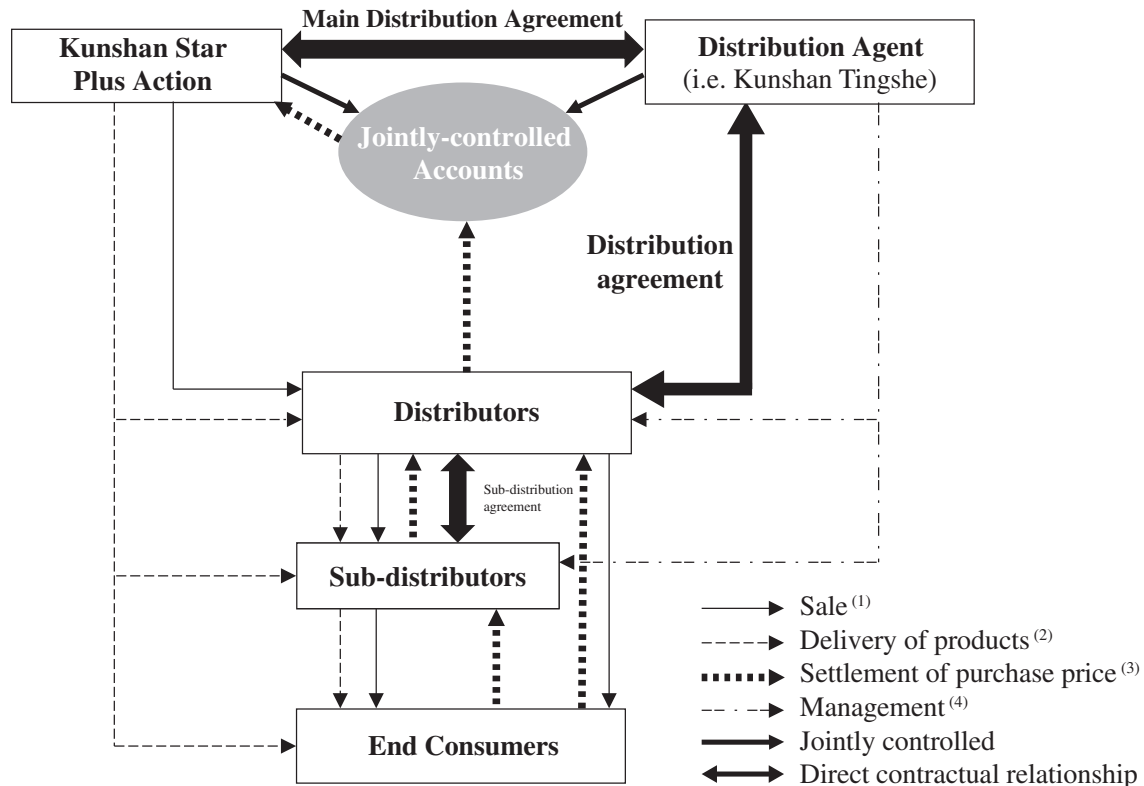 Main Distribution Agreement
Kunshan Star
Plus Action
Distribution Agent
(i.e. Kunshan Tingshe)
Jointly-controlled
Accounts
Distribution
agreement
Distributors
Sub-distribution
agreement
Sub-distributors
End Consumers
Sale (1)
Delivery of products (2)
Settlement of purchase price (3)
Management (4)
Jointly controlled
Direct contractual relationship